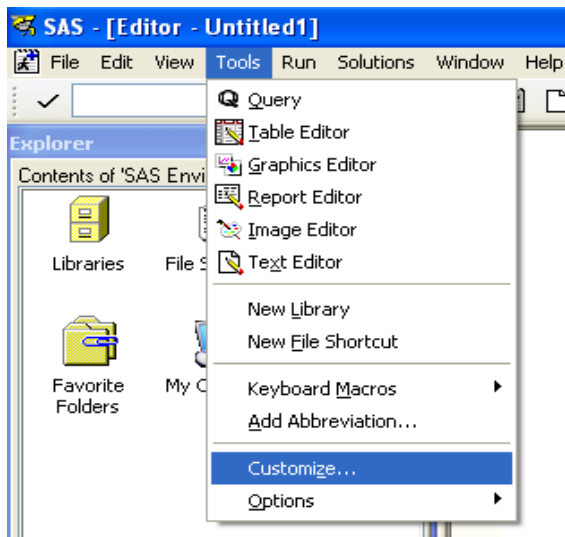 SAS - [Editor - Untitled1]
File Edit View Tools Run Solutions Window Help
Query
Explorer
Table Editor
Contents of 'SAS Envi
Graphics Editor
Report Editor
Image Editor
Libraries File S
Text Editor
New Library
New File Shortcut
Favorite Folders
My C
Keyboard Macros
Add Abbreviation...
Customize...
Options